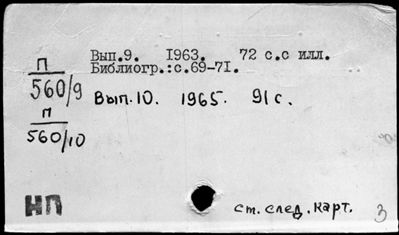 Вып.9. 1963. 72 с.с илл.
Библиогр.:с.69-71.
П
560/9
Вып.10. 1965. 91 с.
П
560/10
НП
ст. след. карт.
3